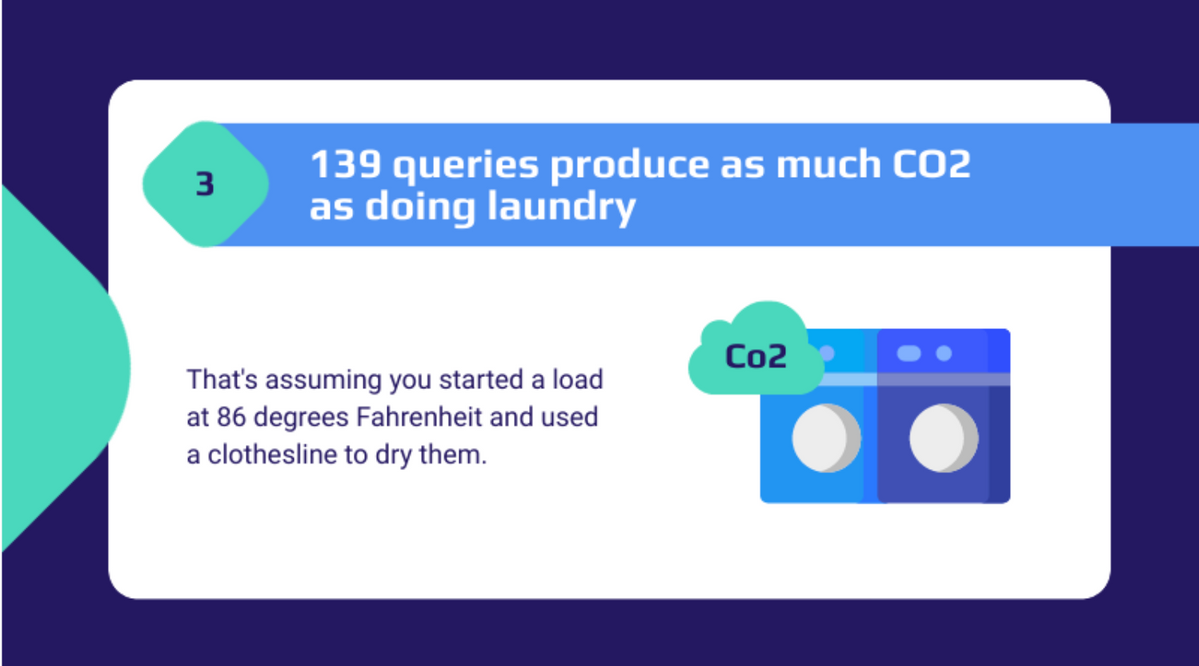 3
139 queries produce as much CO2
as doing laundry
That's assuming you started a load
at 86 degrees Fahrenheit and used
a clothesline to dry them.
Co2